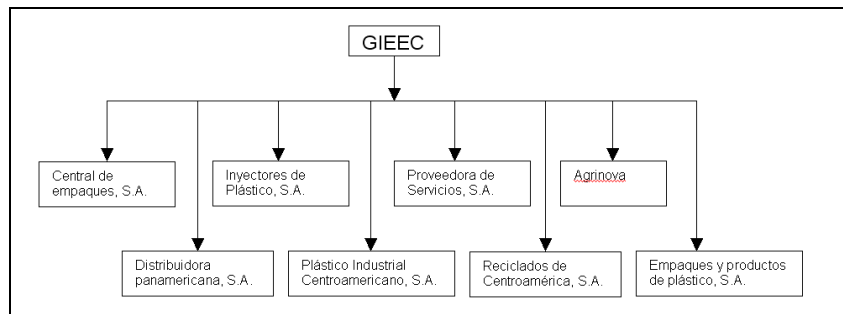 GIEEC
Central de
empaques, S.A.
Inyectores de
Plástico, S.A.
Proveedora de
Servicios, S.A.
Agrinova
Distribuidora
panamericana, S.A.
Plástico Industrial
Centroamericano, S.A.
Reciclados de
Centroamérica, S.A.
Empaques y productos
de plástico, S.A.